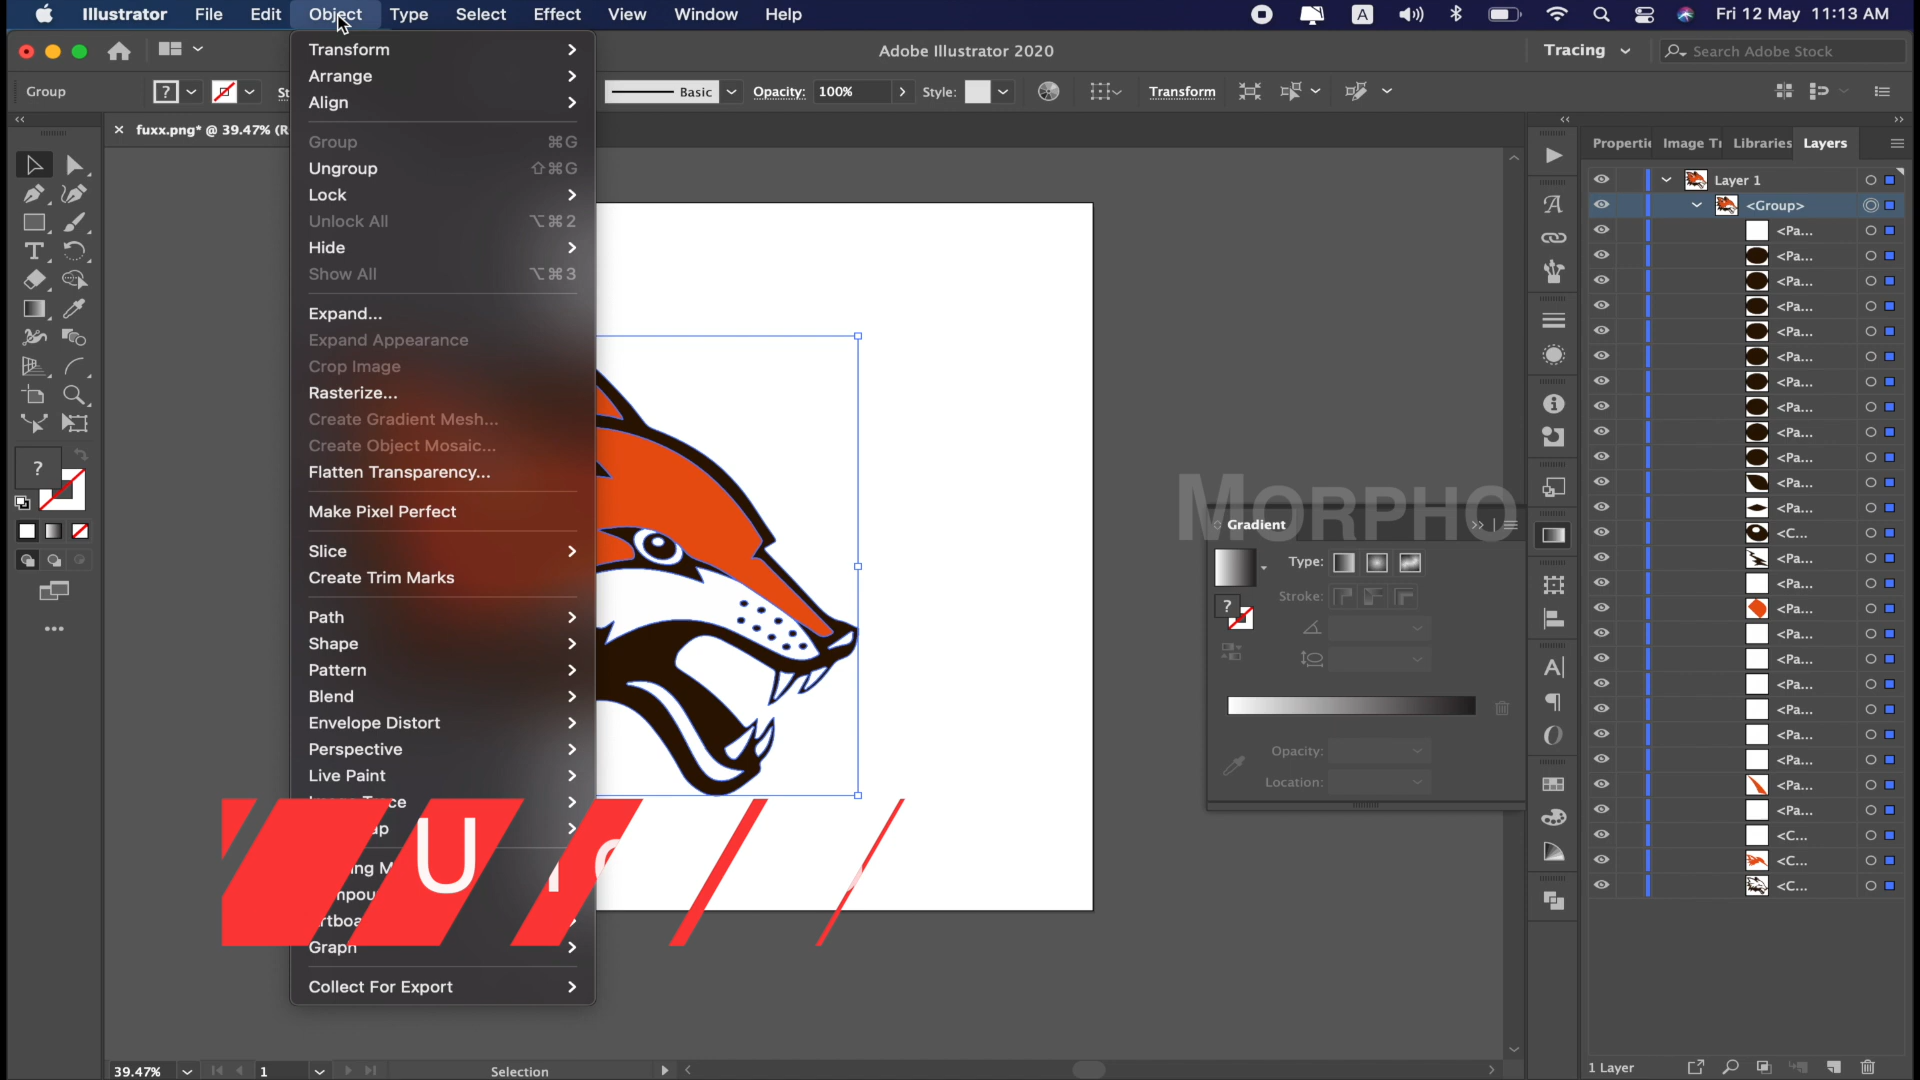 Illustrator File Edit Object Type Select Effect View Window Help
A
Fri 12 May 11:13 AM
Adobe Illustrator 2020
Tracing
Search Adobe Stock
Group
?
St
Basic
Opacity:
100%
Style:
Transform
fuxx.png* @ 39.47% (R
Transform
Arrange
Align
Group ⌘G
Ungroup ⇧⌘G
Lock
Unlock All ⌥⌘2
Hide
Show All ⌥⌘3
Expand...
Expand Appearance
Crop Image
Rasterize...
Create Gradient Mesh...
Create Object Mosaic...
Flatten Transparency...
Make Pixel Perfect
Slice
Create Trim Marks
Path
Shape
Pattern
Blend
Envelope Distort
Perspective
Live Paint
Graph
Collect For Export
?
MORPHO
Gradient
Type:
Stroke:
?
Opacity:
Location:
Properti
Image Tr
Libraries
Layers
Layer 1
<Group>
<Pa...
<Pa...
<Pa...
<Pa...
<Pa...
<Pa...
<Pa...
<Pa...
<Pa...
<Pa...
<Pa...
<Pa...
<C...
<Pa...
<Pa...
<Pa...
<Pa...
<Pa...
<Pa...
<Pa...
<Pa...
<Pa...
<Pa...
<Pa...
<C...
<C...
<C...
39.47%
1
Selection
1 Layer